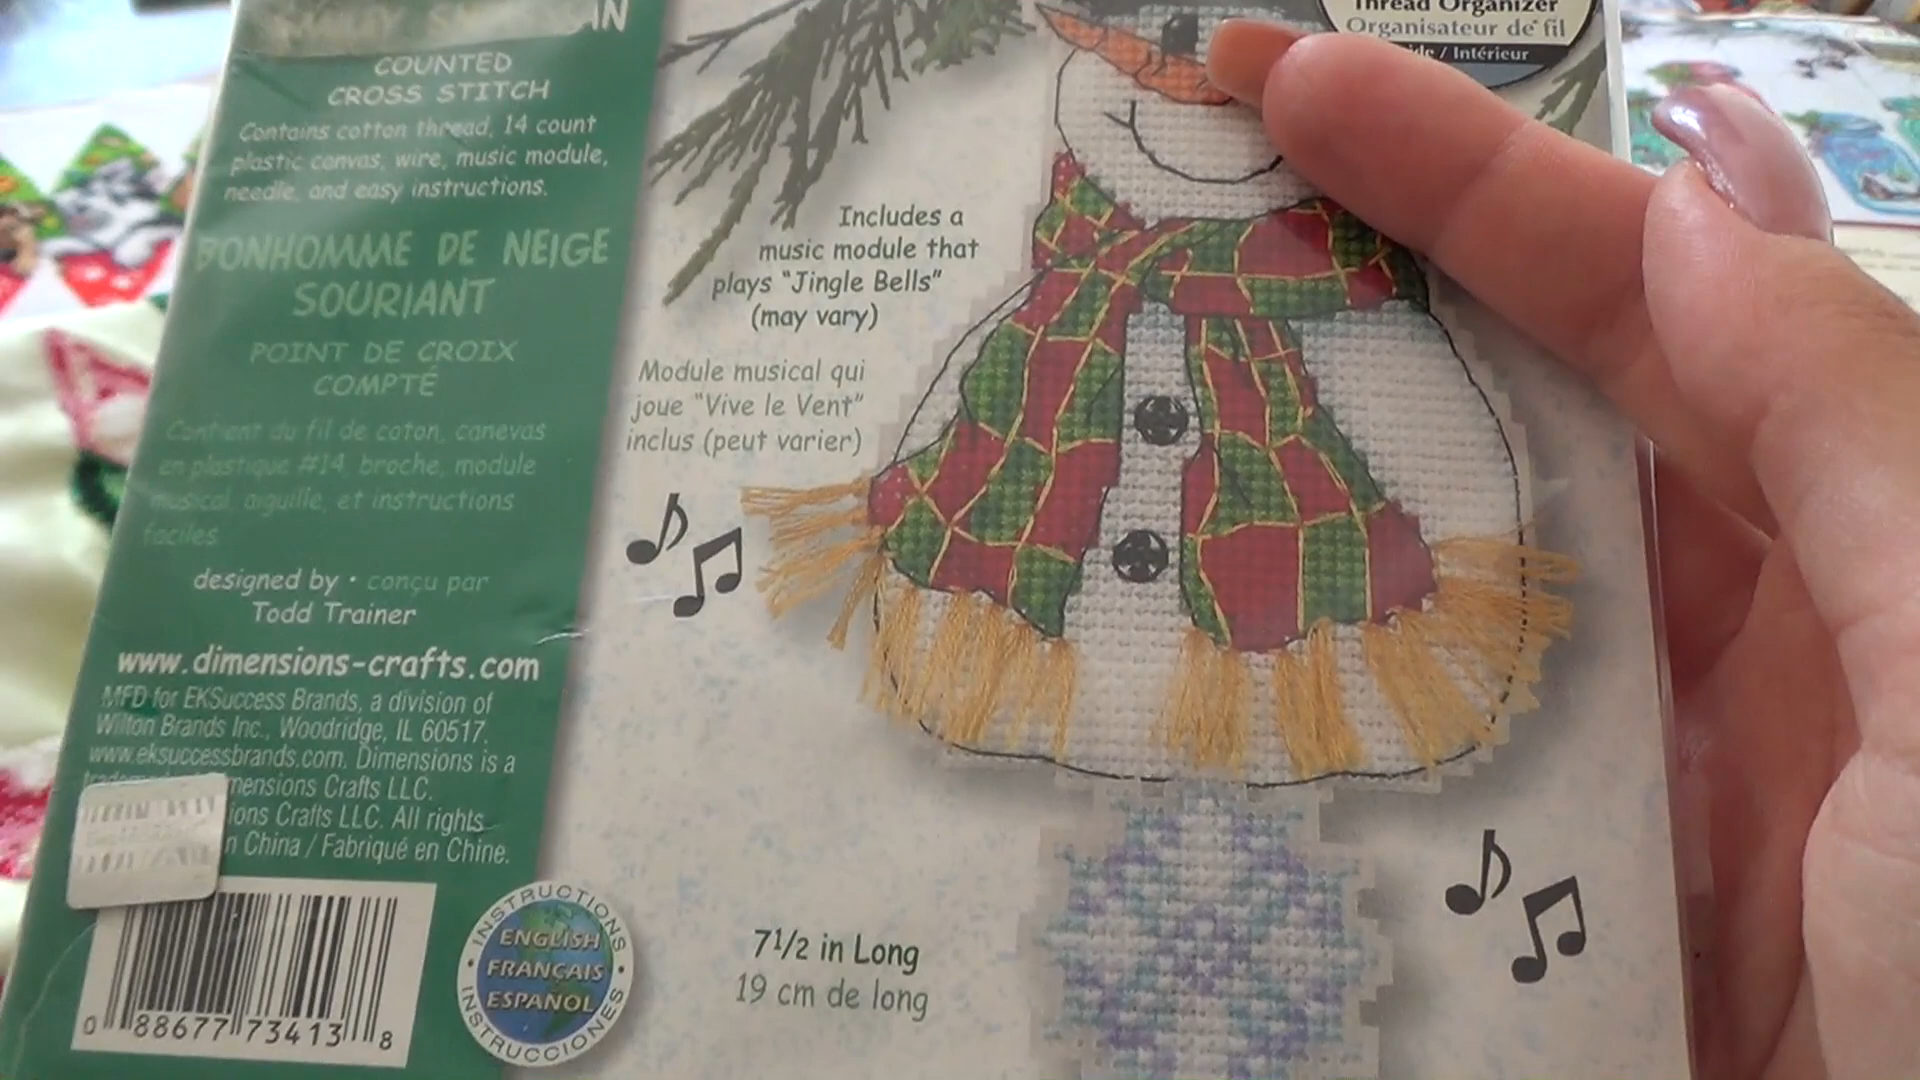 COUNTED
CROSS STITCH
Contains cotton thread, 14 count
plastic canvas, wire, music module,
needle, and easy instructions.
BONHOMME DE NEIGE
SOURIANT
POINT DE CROIX
COMPTÉ
Contient du fil de coton, canevas
en plastique #14, broche, module
musical, aiguille, et instructions
faciles
designed by • conçu par
Todd Trainer
www.dimensions-crafts.com
MFD for EKSuccess Brands, a division of
Wilton Brands Inc., Woodridge, IL 60517.
www.eksuccessbrands.com. Dimensions is a
Crafts LLC.
Crafts LLC. All rights
China / Fabriqué en Chine.
0 88677 73413 8
INSTRUCTIONS
ENGLISH
FRANÇAIS
ESPAÑOL
INSTRUCCIONES
Includes a
music module that
plays "Jingle Bells"
(may vary)
Module musical qui
joue "Vive le Vent"
inclus (peut varier)
7 1/2 in Long
19 cm de long
Thread Organizer
Organisateur de fil
/ Intérieur